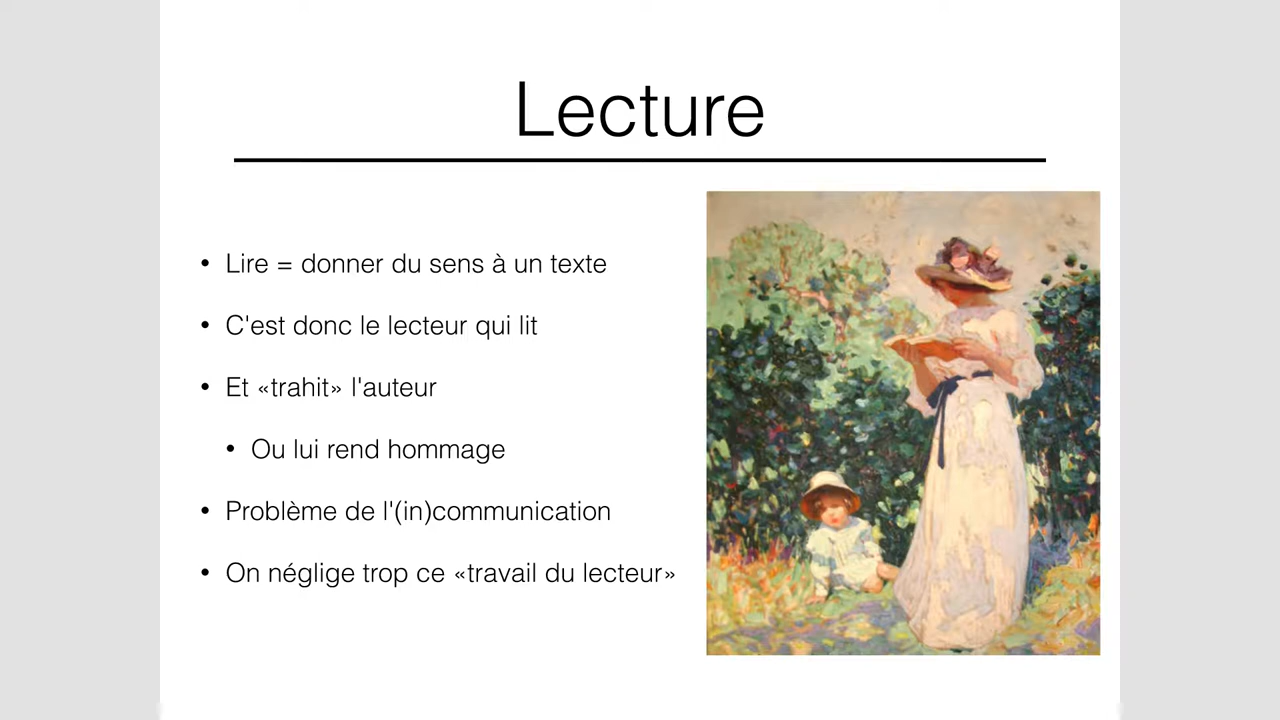 Lecture
• Lire = donner du sens à un texte
• C'est donc le lecteur qui lit
• Et «trahit» l'auteur
• Ou lui rend hommage
• Problème de l'(in)communication
• On néglige trop ce «travail du lecteur»